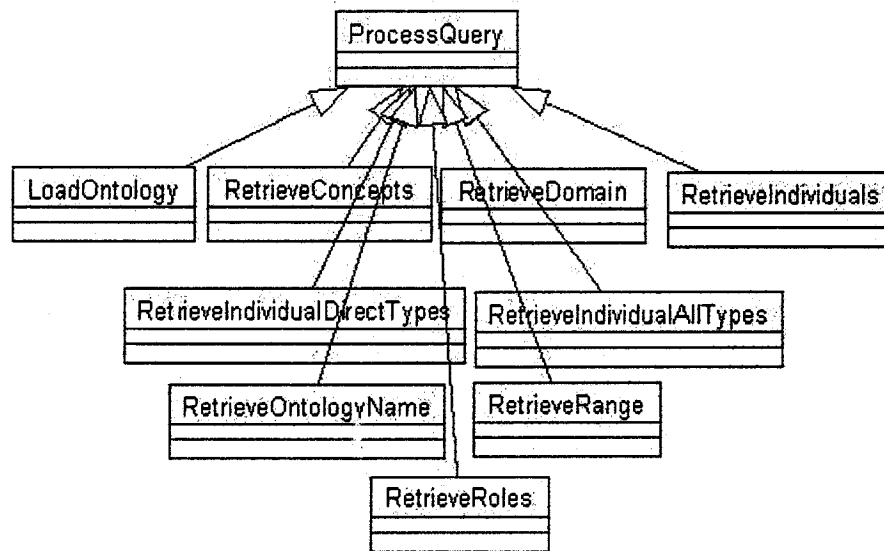 ProcessQuery
LoadOntology
RetrieveConcepts
RetrieveDomain
RetrieveIndividuals
RetrieveIndividualDirectTypes
RetrieveIndividualAllTypes
RetrieveOntologyName
RetrieveRange
RetrieveRoles